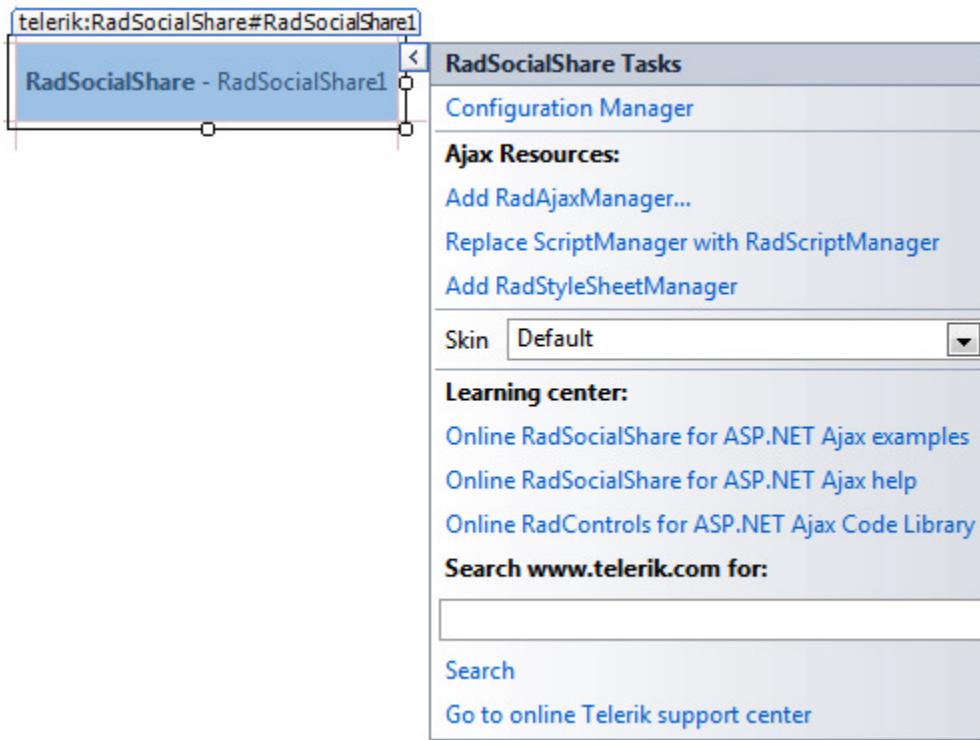 telerik:RadSocialShare#RadSocialShare1
RadSocialShare - RadSocialShare1
RadSocialShare Tasks
Configuration Manager
Ajax Resources:
Add RadAjaxManager...
Replace ScriptManager with RadScriptManager
Add RadStyleSheetManager
Skin Default
Learning center:
Online RadSocialShare for ASP.NET Ajax examples
Online RadSocialShare for ASP.NET Ajax help
Online RadControls for ASP.NET Ajax Code Library
Search www.telerik.com for:
Search
Go to online Telerik support center